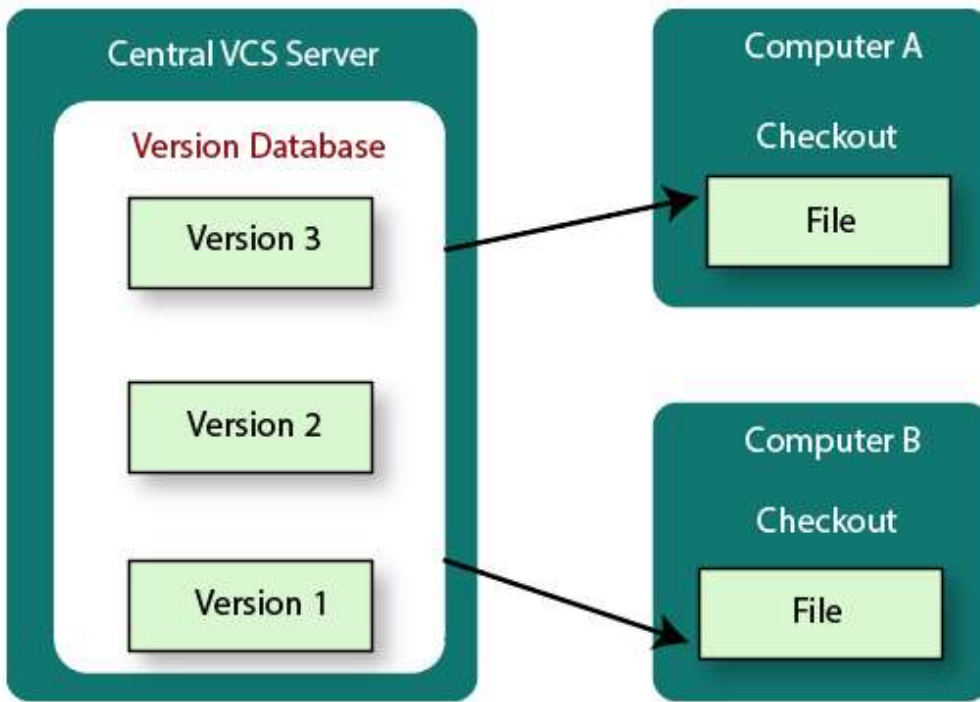 Central VCS Server
Version Database
Version 3
Version 2
Version 1
Computer A
Checkout
File
Computer B
Checkout
File